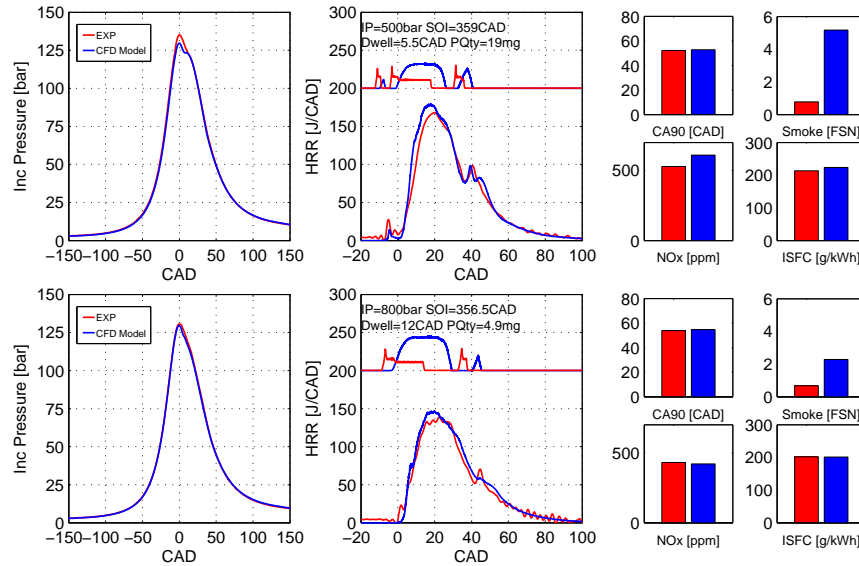 150
125
100
75
50
25
0
Inc Pressure [bar]
EXP
CFD Model
−150 −100 −50 0 50 100 150
CAD
300
250
200
150
100
50
0
HRR [J/CAD]
IP=500bar SOI=359CAD
Dwell=5.5CAD PQty=19mg
−20 0 20 40 60 80 100
CAD
80
60
40
20
0
CA90 [CAD]
6
4
2
0
Smoke [FSN]
500
0
NOx [ppm]
300
200
100
0
ISFC [g/kWh]
150
125
100
75
50
25
0
Inc Pressure [bar]
EXP
CFD Model
−150 −100 −50 0 50 100 150
CAD
300
250
200
150
100
50
0
HRR [J/CAD]
IP=800bar SOI=356.5CAD
Dwell=12CAD PQty=4.9mg
−20 0 20 40 60 80 100
CAD
80
60
40
20
0
CA90 [CAD]
6
4
2
0
Smoke [FSN]
500
0
NOx [ppm]
300
200
100
0
ISFC [g/kWh]